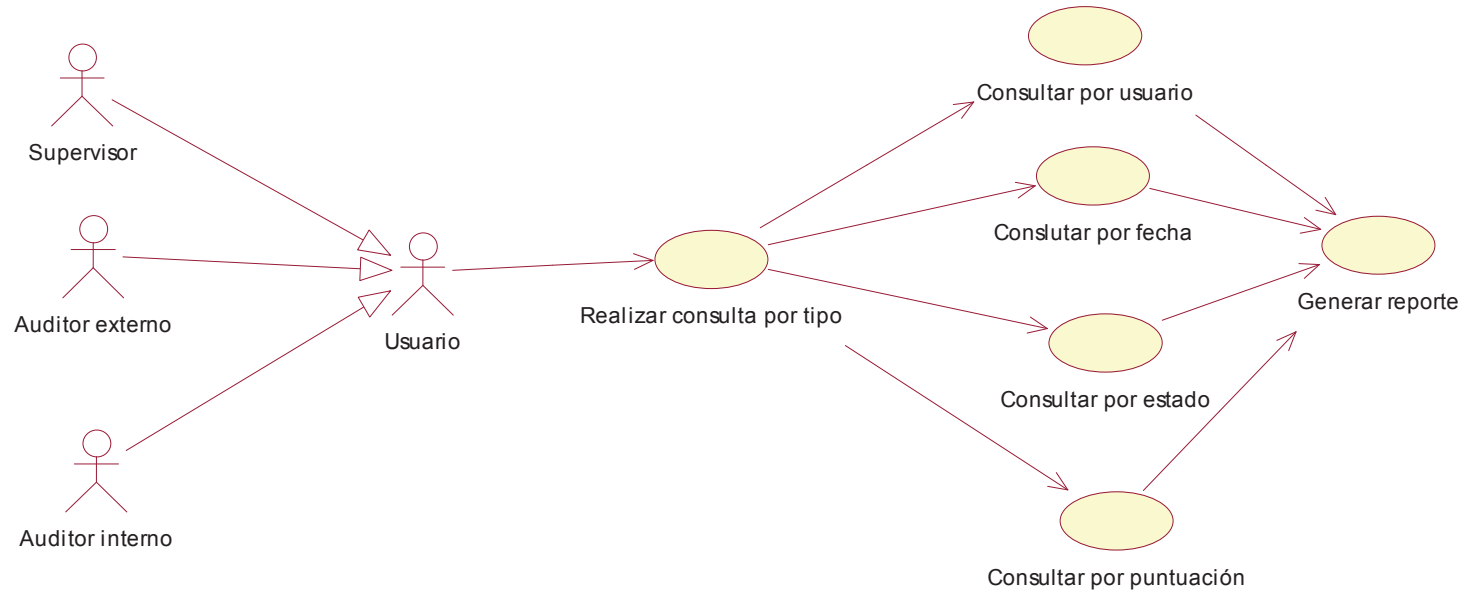 Consultar por usuario
Supervisor
Conslutar por fecha
Generar reporte
Auditor externo
Realizar consulta por tipo
Usuario
Consultar por estado
Auditor interno
Consultar por puntuación